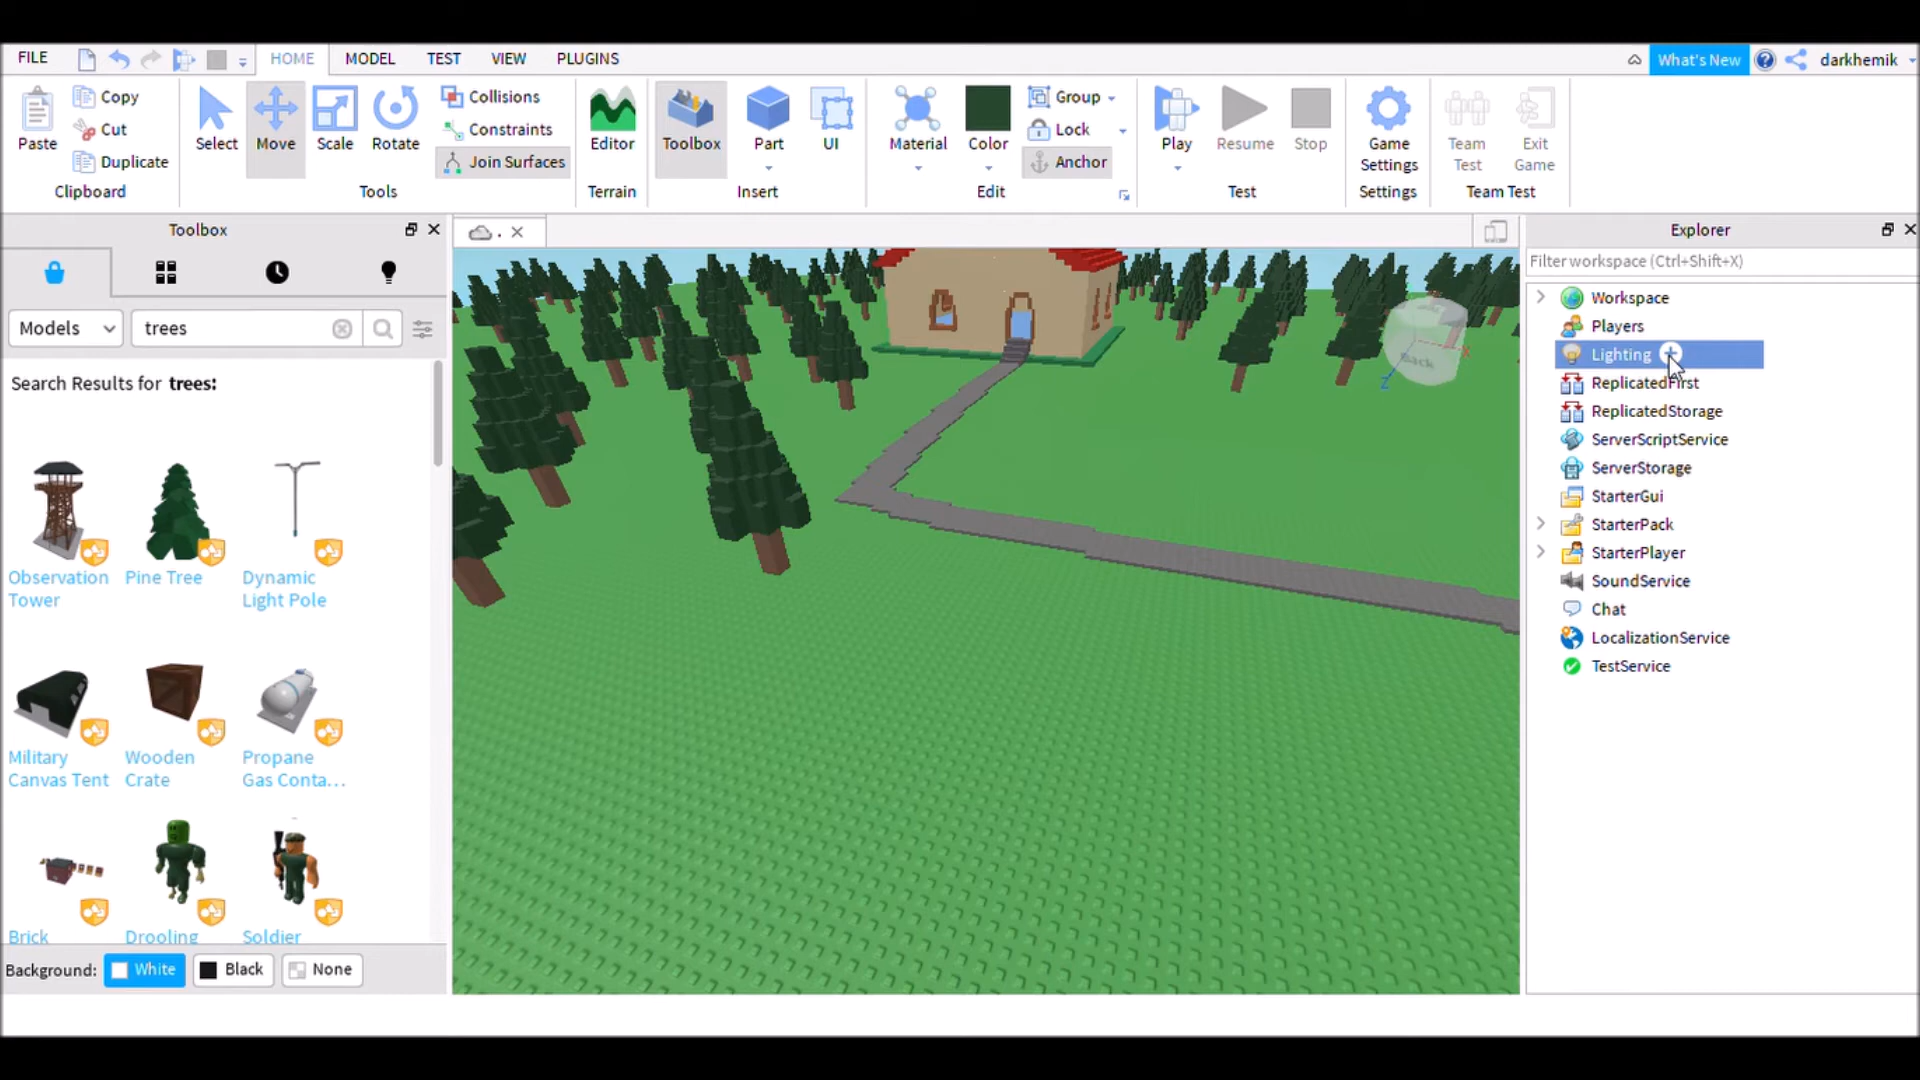 FILE
HOME
MODEL
TEST
VIEW
PLUGINS
What's New
darkhemik
Paste
Copy
Cut
Duplicate
Clipboard
Select
Move
Scale
Rotate
Collisions
Constraints
Join Surfaces
Tools
Editor
Terrain
Toolbox
Part
UI
Insert
Material
Color
Group
Lock
Anchor
Edit
Play
Resume
Stop
Test
Game
Settings
Settings
Team
Test
Exit
Game
Team Test
Toolbox
.
Explorer
Models
trees
Search Results for trees:
Observation
Tower
Pine Tree
Dynamic
Light Pole
Military
Canvas Tent
Wooden
Crate
Propane
Gas Conta...
Brick
Drooling
Soldier
Background:
White
Black
None
Back
Z
X
Filter workspace (Ctrl+Shift+X)
Workspace
Players
Lighting
ReplicatedFirst
ReplicatedStorage
ServerScriptService
ServerStorage
StarterGui
StarterPack
StarterPlayer
SoundService
Chat
LocalizationService
TestService